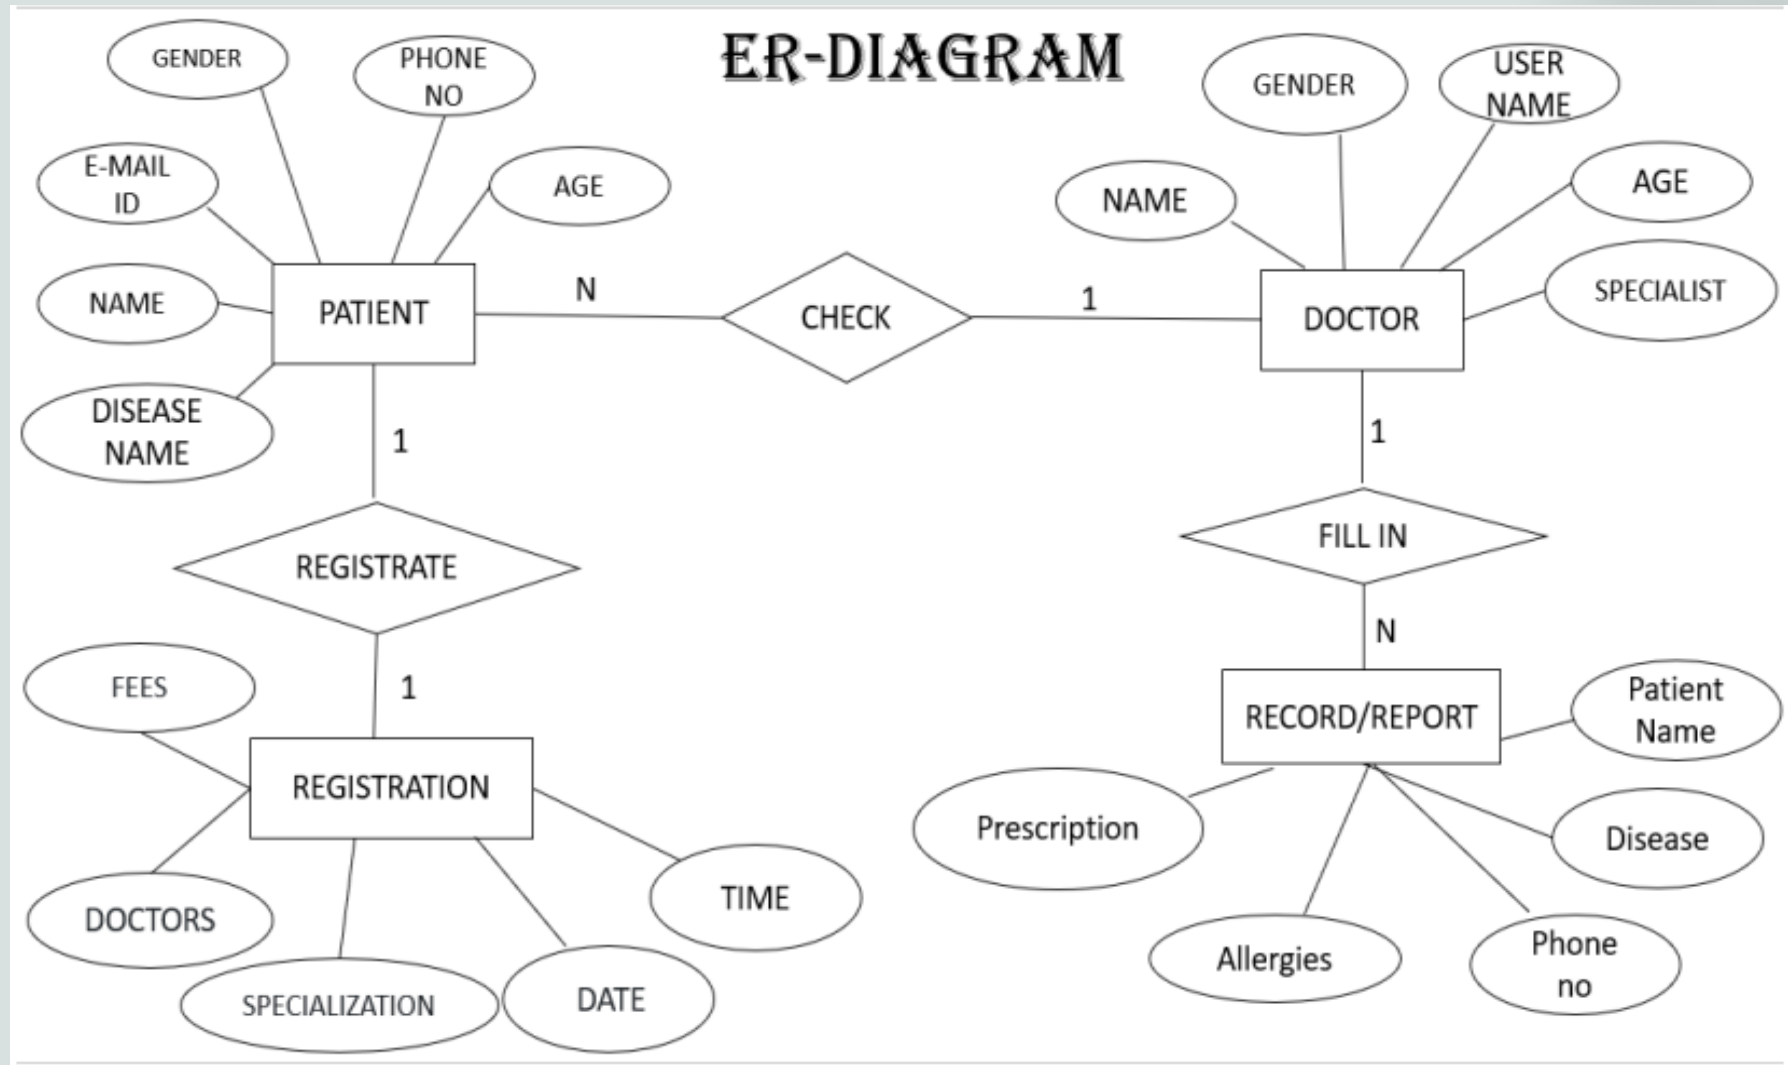 ER-DIAGRAM
GENDER
PHONE
NO
E-MAIL
ID
AGE
NAME
PATIENT
DISEASE
NAME
N
CHECK
1
GENDER
USER
NAME
NAME
AGE
SPECIALIST
DOCTOR
1
REGISTRATE
1
FEES
REGISTRATION
DOCTORS
SPECIALIZATION
DATE
TIME
1
FILL IN
N
RECORD/REPORT
Patient
Name
Prescription
Disease
Allergies
Phone
no